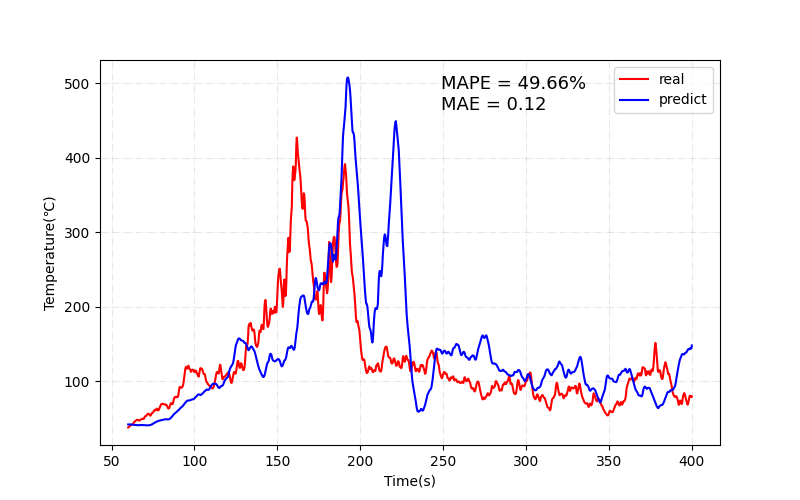 MAPE = 49.66%
MAE = 0.12
real
predict
Temperature(℃)
500
400
300
200
100
50
100
150
200
250
300
350
400
Time(s)